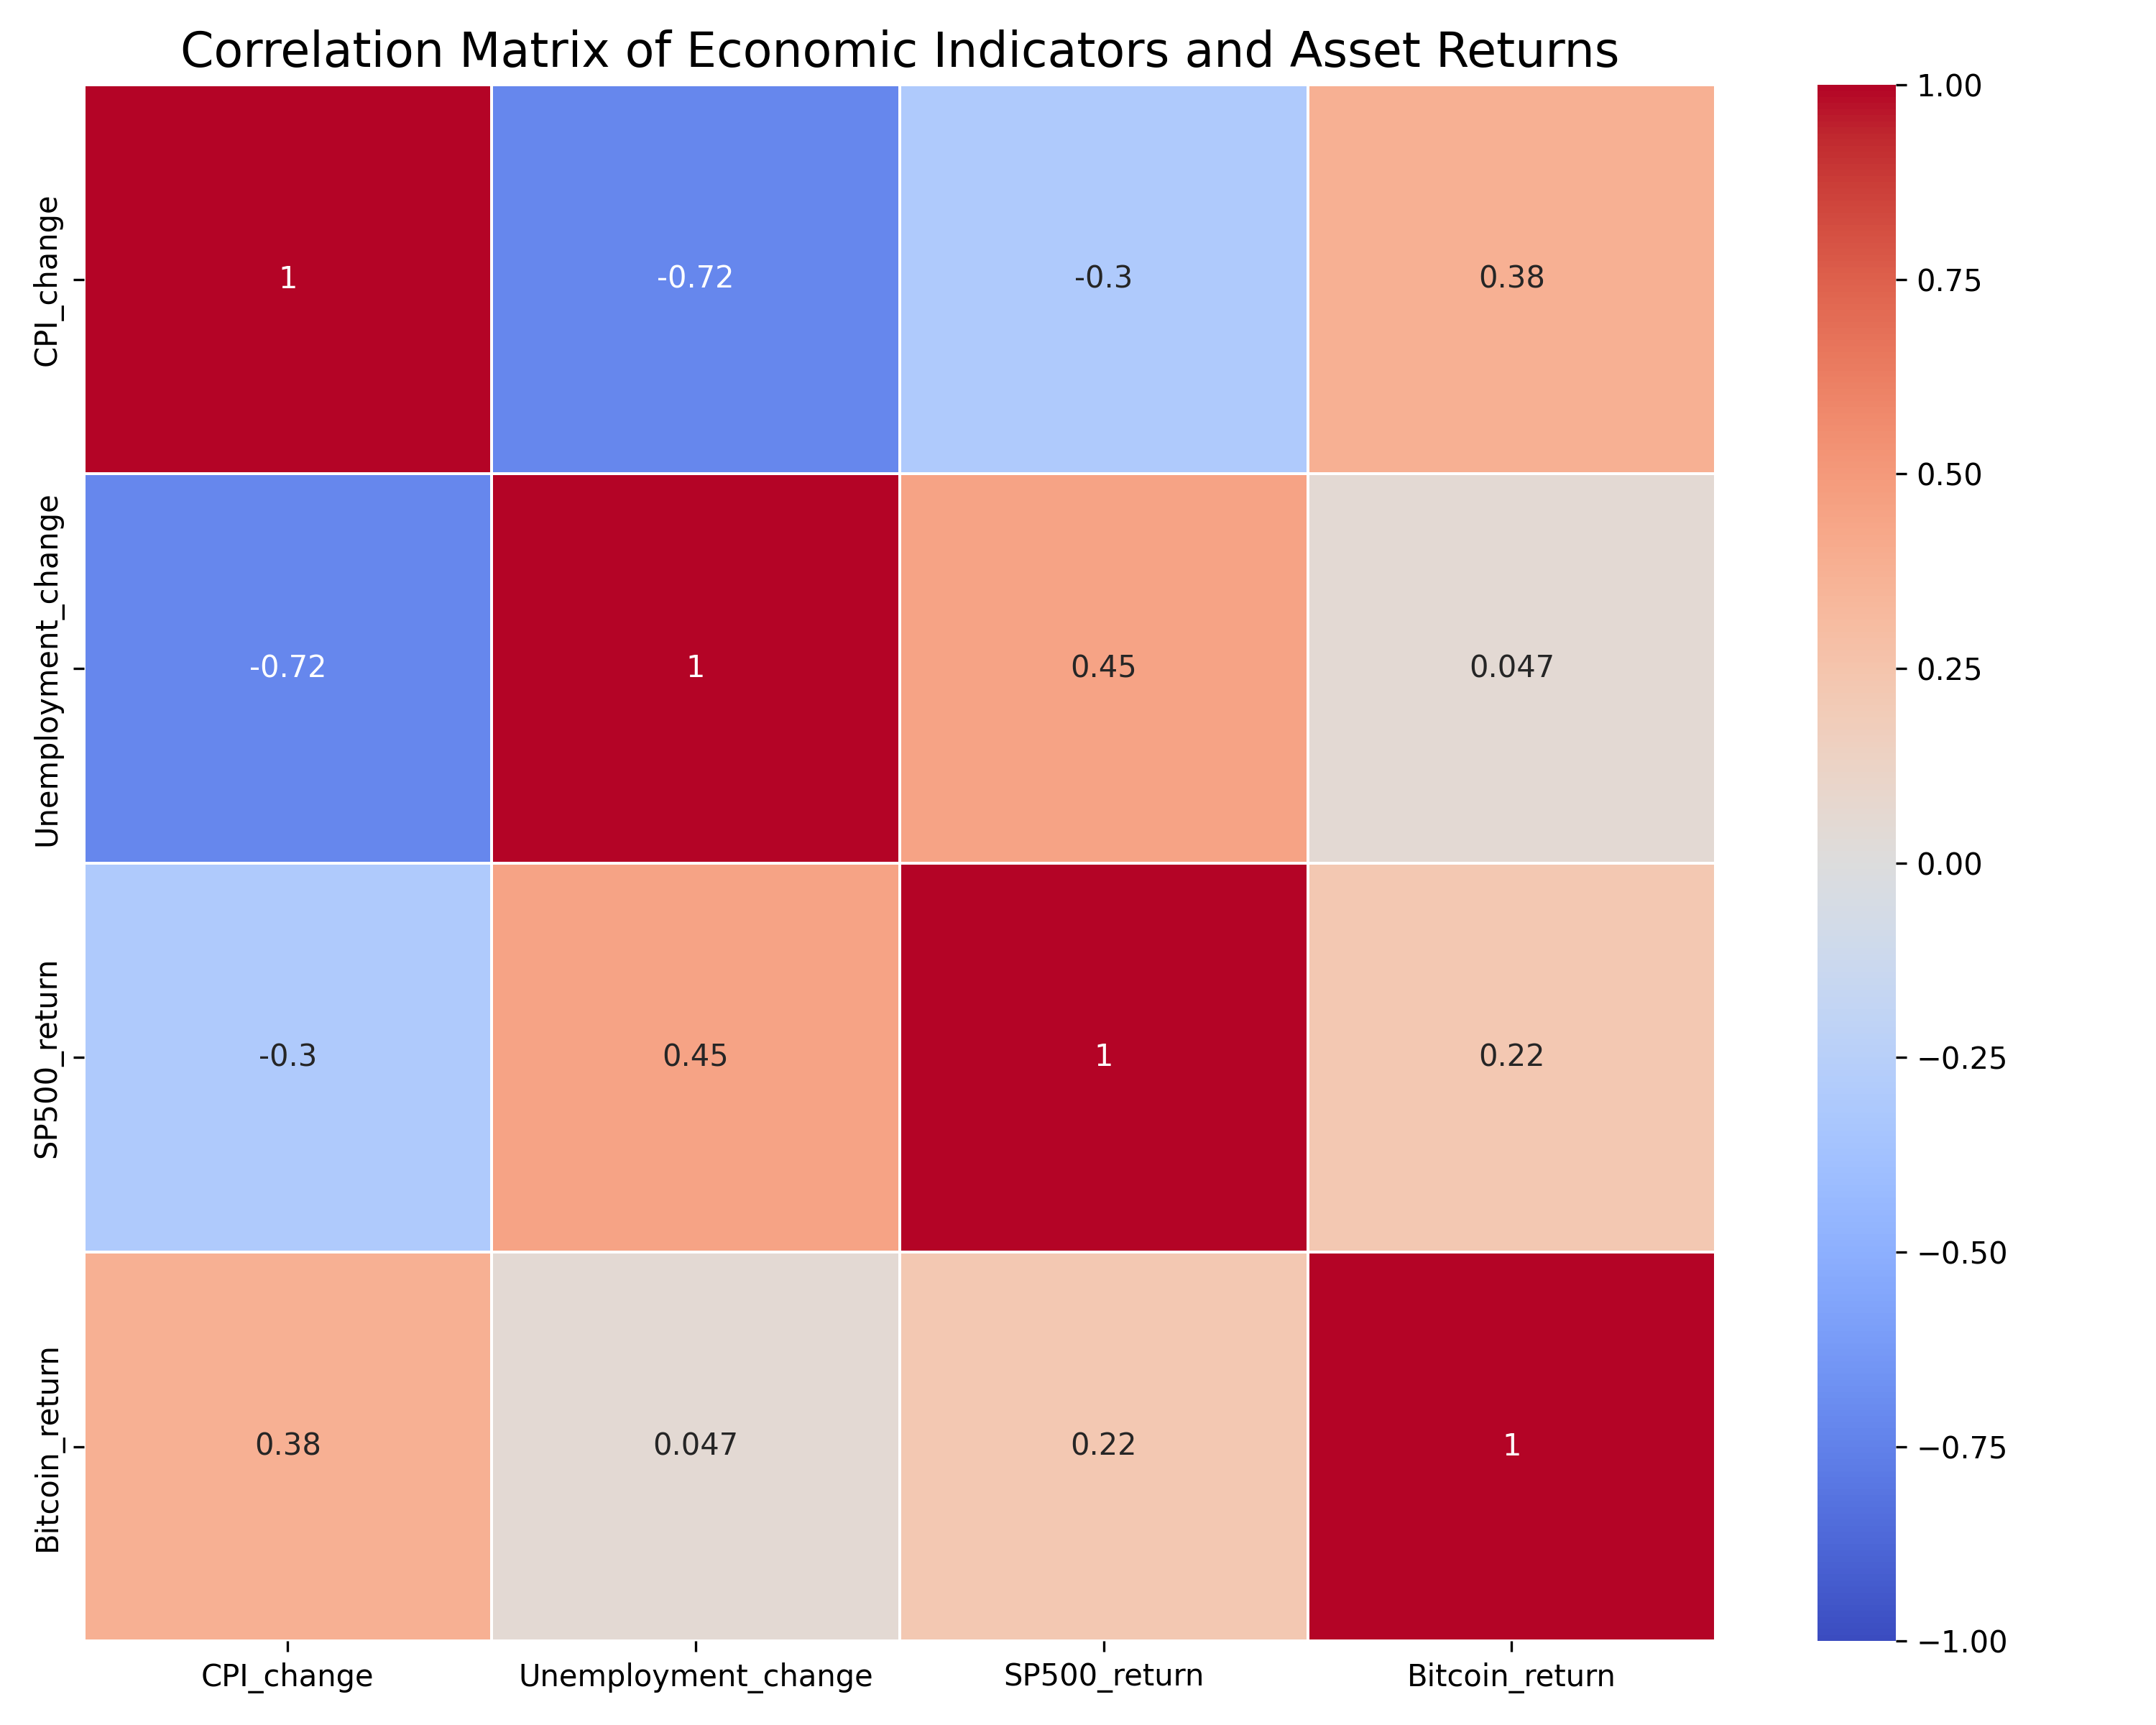 Correlation Matrix of Economic Indicators and Asset Returns
CPI_change
1
-0.72
-0.3
0.38
Unemployment_change
-0.72
1
0.45
0.047
SP500_return
-0.3
0.45
1
0.22
Bitcoin_return
0.38
0.047
0.22
1
CPI_change
Unemployment_change
SP500_return
Bitcoin_return
1.00
0.75
0.50
0.25
0.00
−0.25
−0.50
−0.75
−1.00